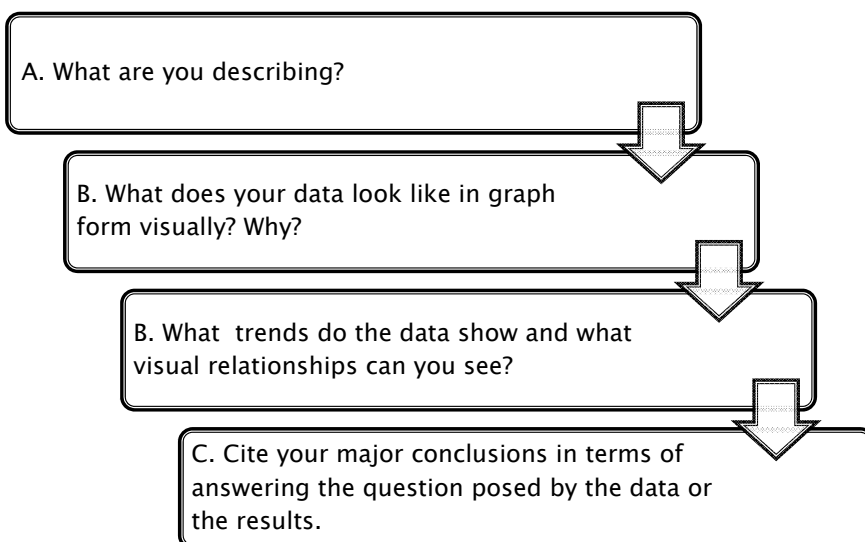 A. What are you describing?
B. What does your data look like in graph
form visually? Why?
B. What  trends do the data show and what
visual relationships can you see?
C. Cite your major conclusions in terms of
answering the question posed by the data or
the results.